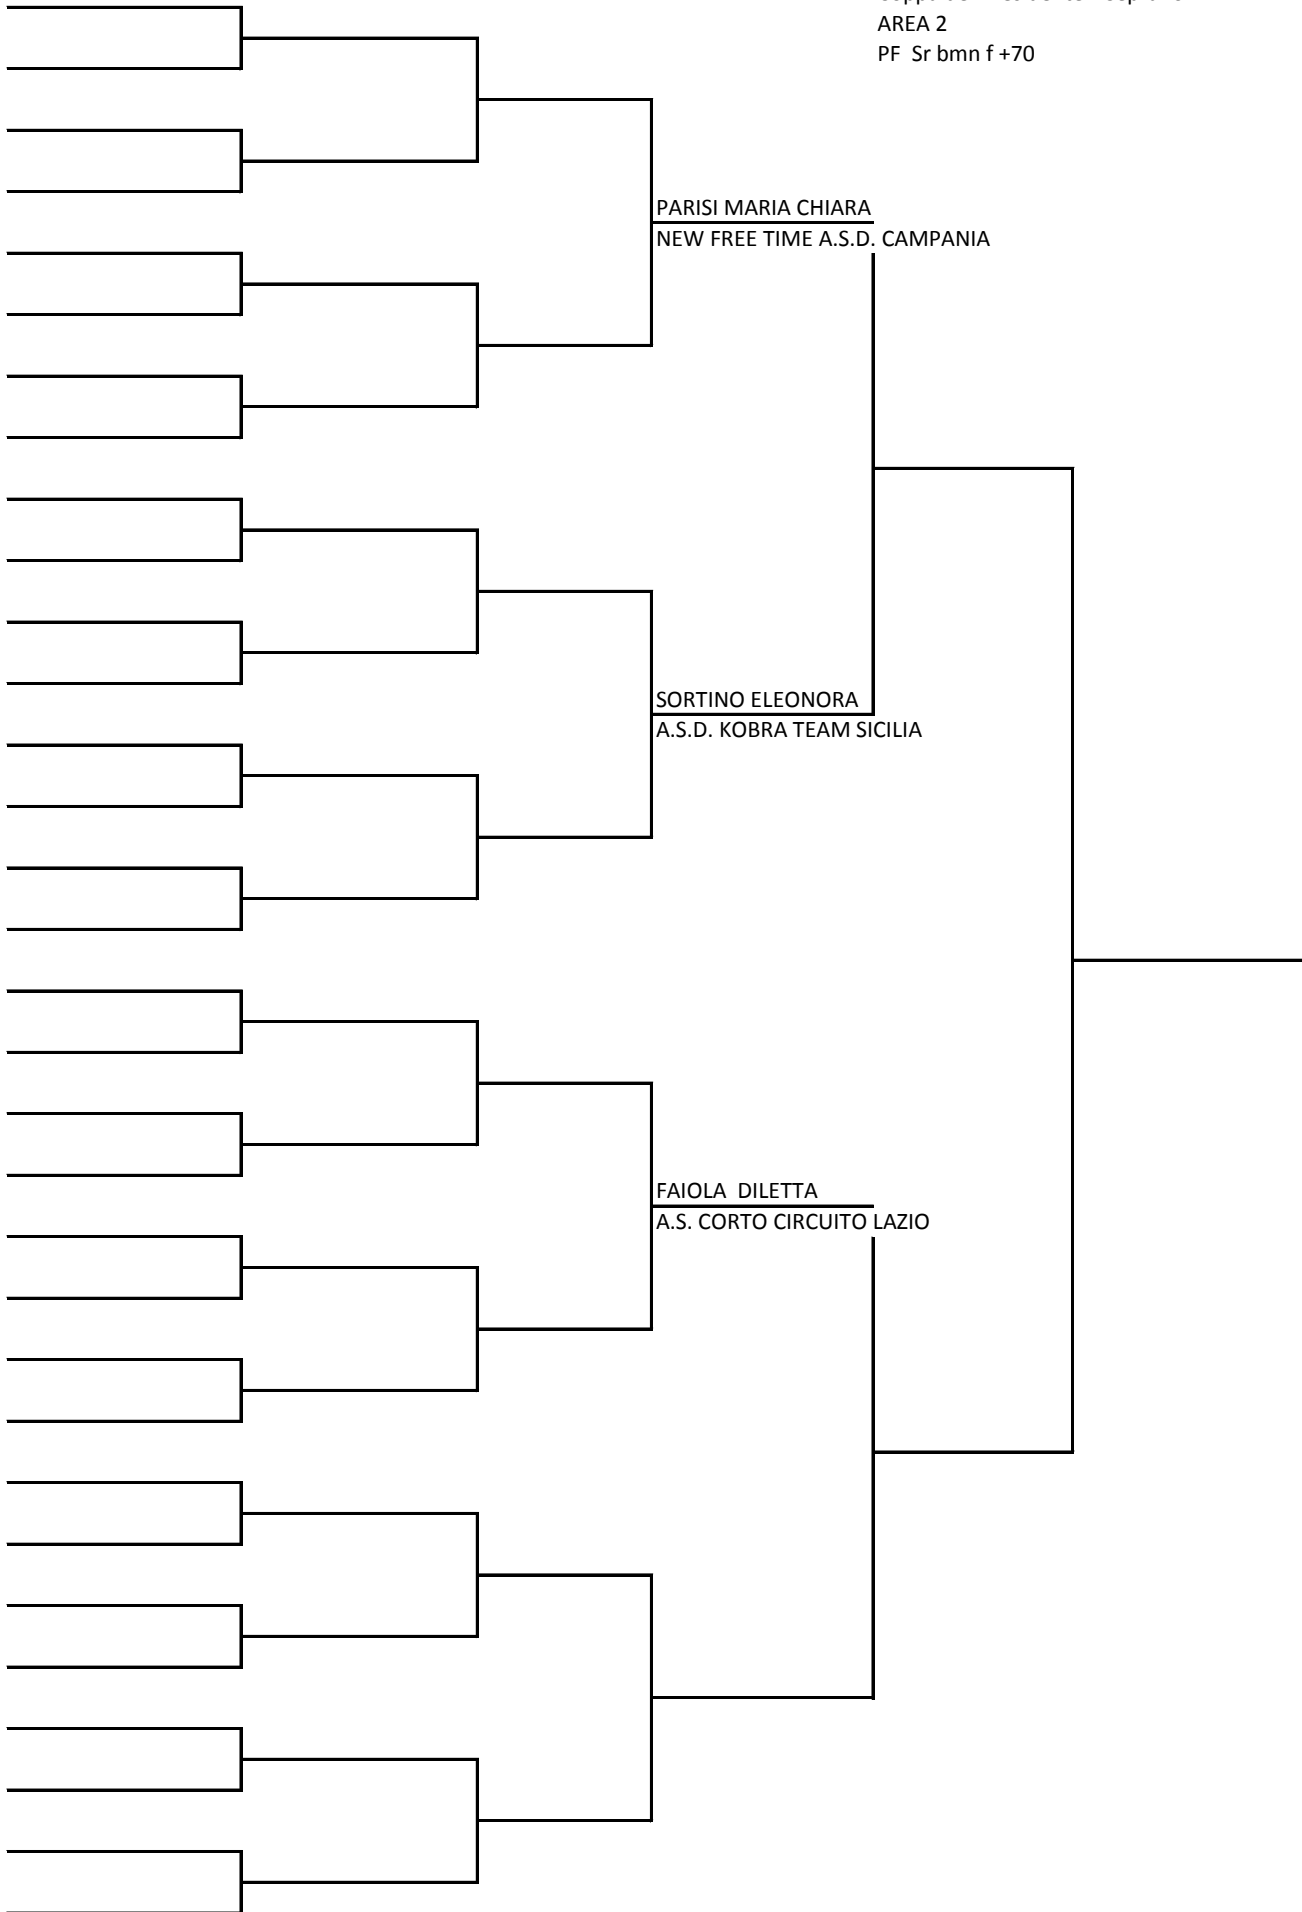 AREA 2
PF Sr bmn f +70
PARISI MARIA CHIARA
NEW FREE TIME A.S.D. CAMPANIA
SORTINO ELEONORA
A.S.D. KOBRA TEAM SICILIA
FAIOLA DILETTA
A.S. CORTO CIRCUITO LAZIO